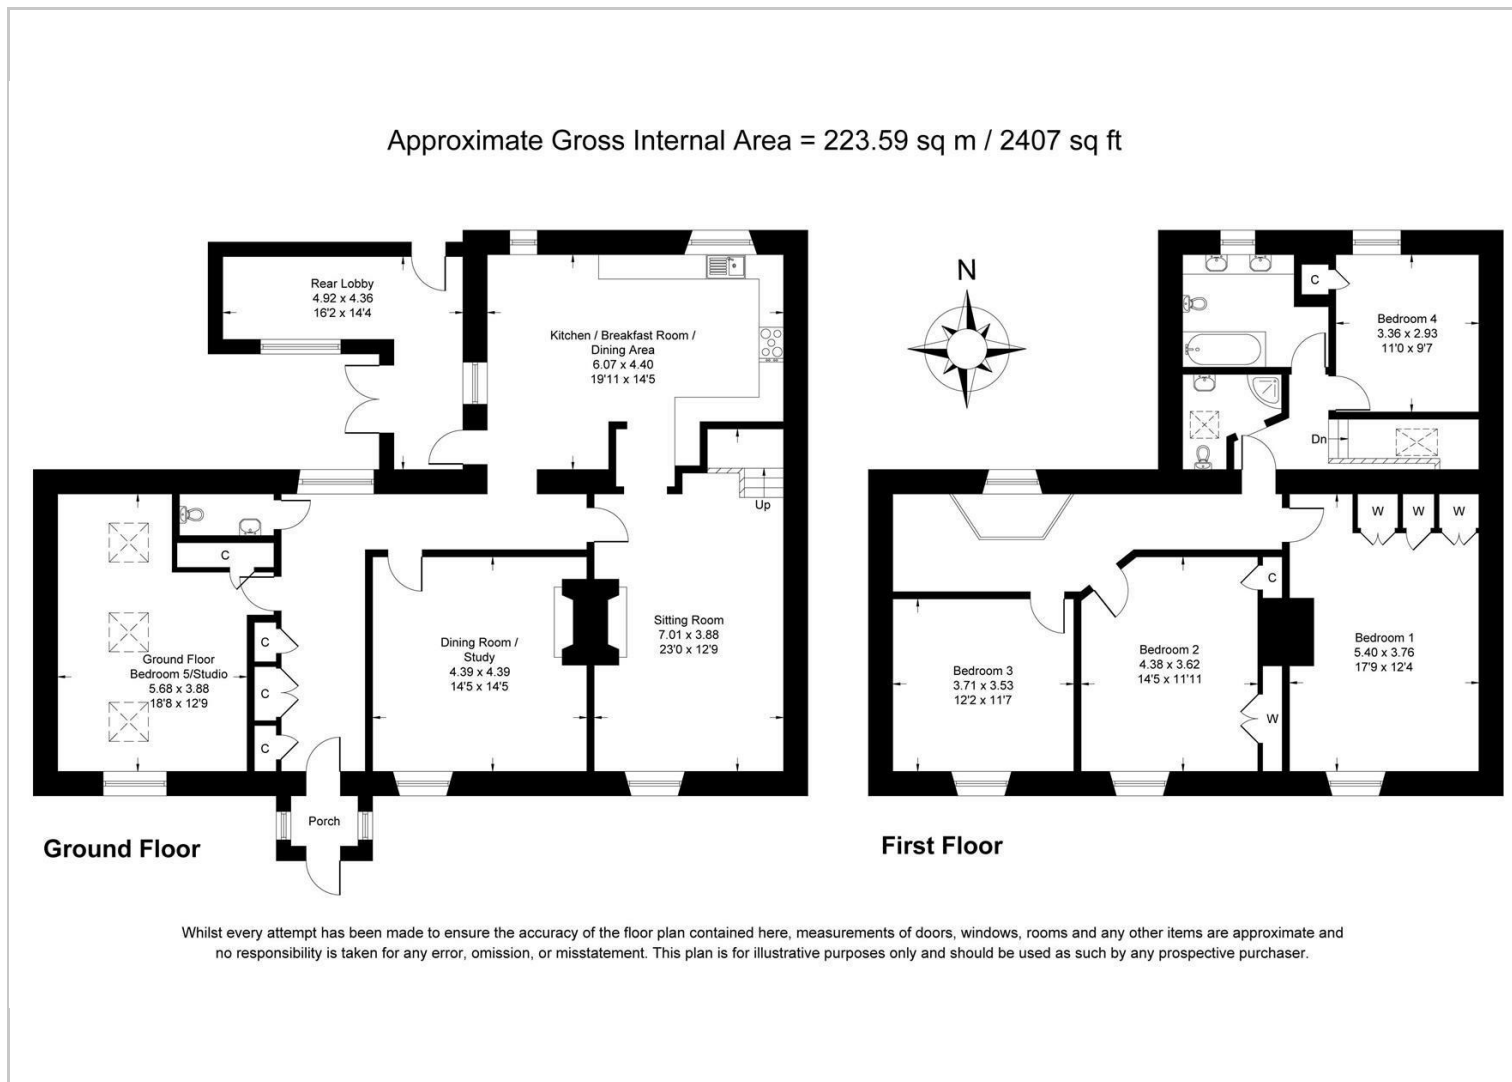 Approximate Gross Internal Area = 223.59 sq m / 2407 sq ft
Rear Lobby
4.92 x 4.36
16'2 x 14'4
Kitchen / Breakfast Room /
Dining Area
6.07 x 4.40
19'11 x 14'5
Up
C
C
C
C
Ground Floor
Bedroom 5/Studio
5.68 x 3.88
18'8 x 12'9
Dining Room /
Study
4.39 x 4.39
14'5 x 14'5
Sitting Room
7.01 x 3.88
23'0 x 12'9
Porch
Ground Floor
N
C
Bedroom 4
3.36 x 2.93
11'0 x 9'7
Dn
W
W
W
C
Bedroom 3
3.71 x 3.53
12'2 x 11'7
Bedroom 2
4.38 x 3.62
14'5 x 11'11
W
Bedroom 1
5.40 x 3.76
17'9 x 12'4
First Floor
Whilst every attempt has been made to ensure the accuracy of the floor plan contained here, measurements of doors, windows, rooms and any other items are approximate and
no responsibility is taken for any error, omission, or misstatement. This plan is for illustrative purposes only and should be used as such by any prospective purchaser.